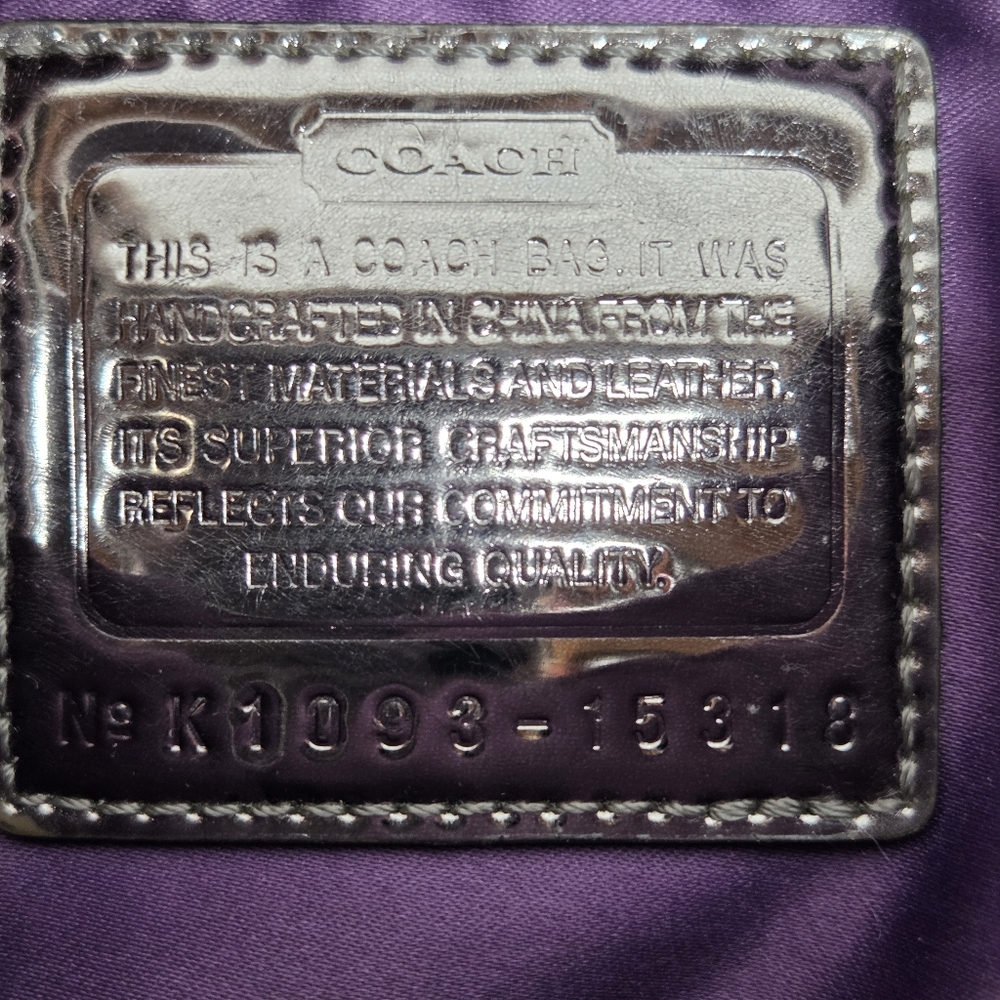 COACH
THIS IS A COACH BAG. IT WAS
HANDCRAFTED IN CHINA FROM THE
FINEST MATERIALS AND LEATHER.
ITS SUPERIOR CRAFTSMANSHIP
REFLECTS OUR COMMITMENT TO
ENDURING QUALITY.
Nº K1093-15318